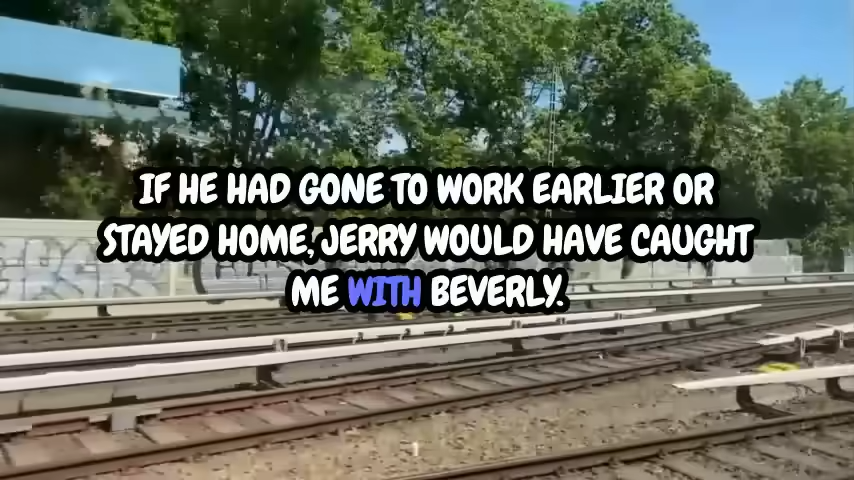 IF HE HAD GONE TO WORK EARLIER OR
STAYED HOME, JERRY WOULD HAVE CAUGHT
ME WITH BEVERLY.